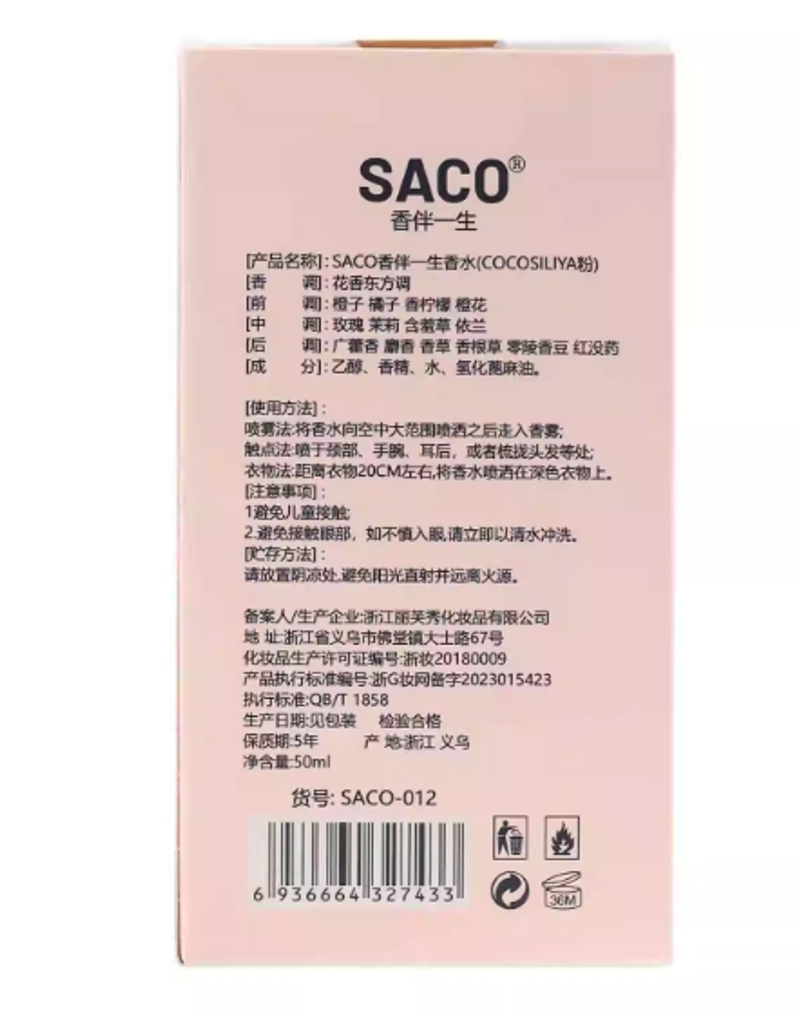 SACO®
香伴一生
[产品名称]: SACO香伴一生香水(COCOSILIYA粉)
[香 调]: 花香东方调
[前 调]: 橙子 橘子 香柠檬 橙花
[中 调]: 玫瑰 茉莉 含羞草 依兰
[后 调]: 广藿香 麝香 香草 香根草 零陵香豆 红没药
[成 分]: 乙醇、香精、水、氢化蓖麻油。
[使用方法]:
喷雾法:将香水向空中大范围喷洒之后走入香雾;
触点法:喷于颈部、手腕、耳后，或者梳拢头发等处;
衣物法:距离衣物20CM左右,将香水喷洒在深色衣物上。
[注意事项]:
1避免儿童接触;
2.避免接触眼部，如不慎入眼,请立即以清水冲洗。
[贮存方法]:
请放置阴凉处,避免阳光直射并远离火源。
备案人/生产企业:浙江丽芙秀化妆品有限公司
地 址:浙江省义乌市佛堂镇大士路67号
化妆品生产许可证编号:浙妆20180009
产品执行标准编号:浙G妆网备字2023015423
执行标准:QB/T 1858
生产日期:见包装 检验合格
保质期:5年 产 地:浙江 义乌
净含量:50ml
货号: SACO-012
6 936664 327433
36M